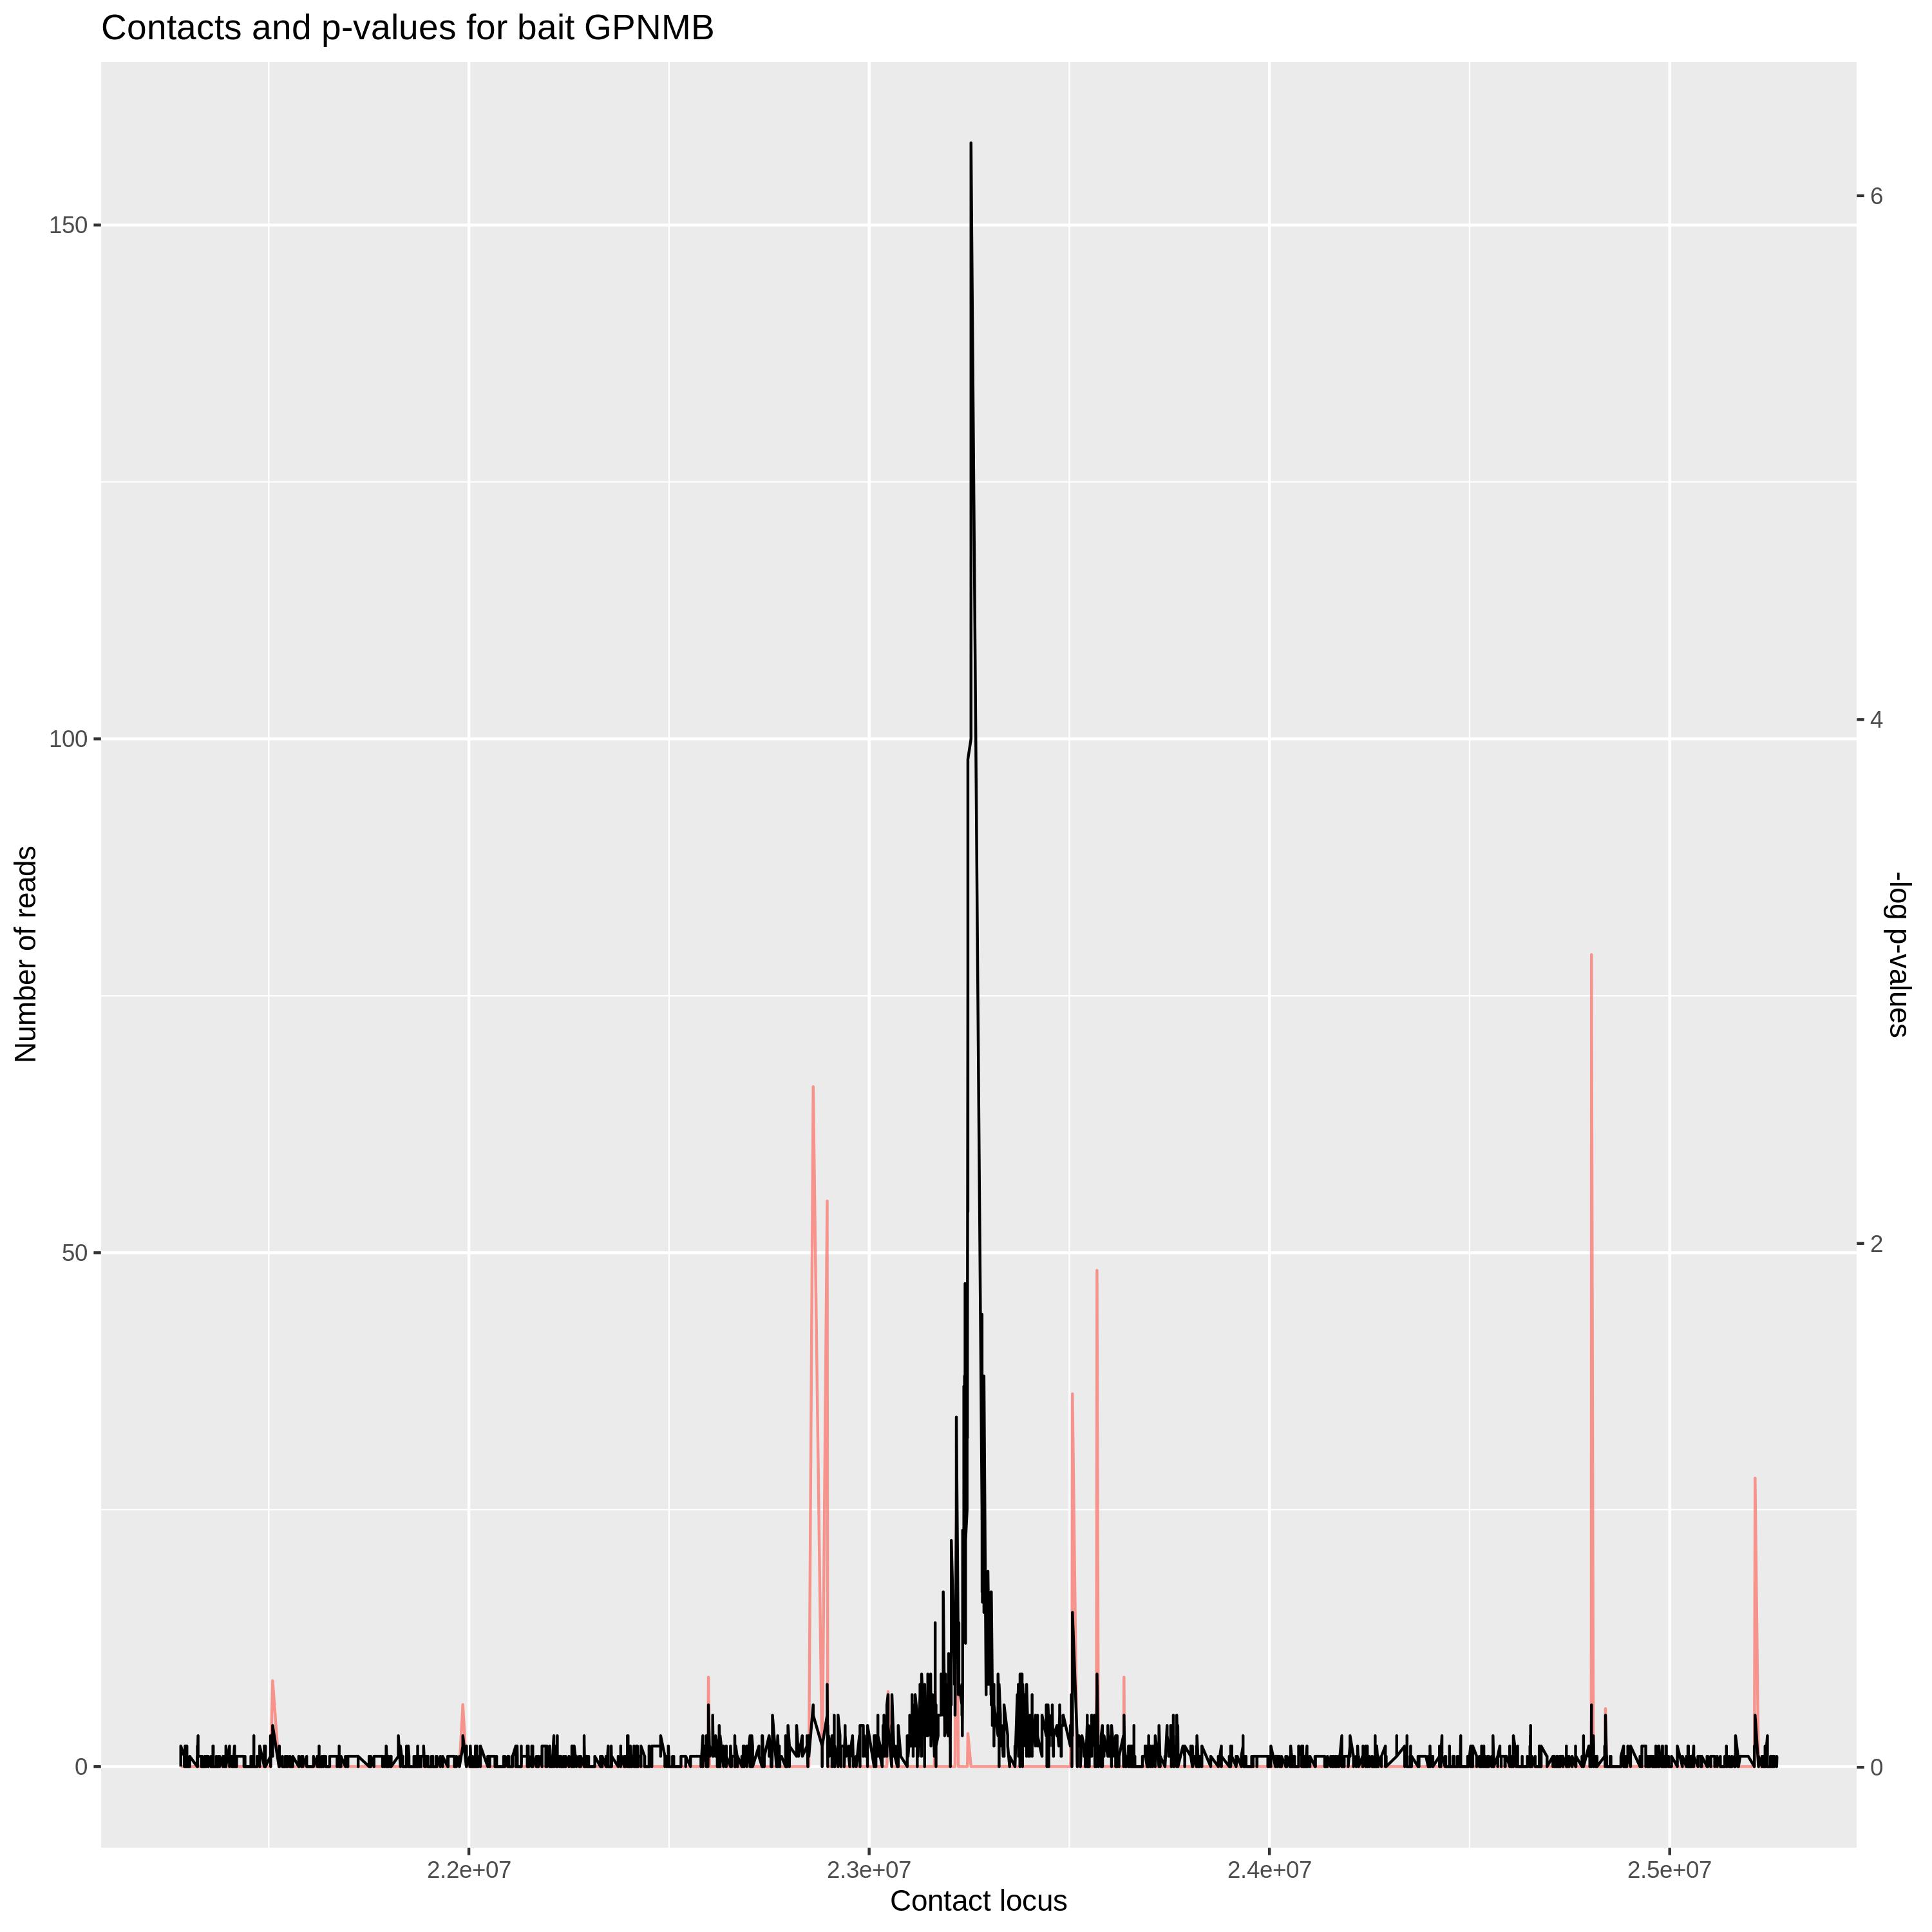 Contacts and p-values for bait GPNMB
150
100
50
0
Number of reads
6
4
2
0
-log p-values
2.2e+07
2.3e+07
2.4e+07
2.5e+07
Contact locus